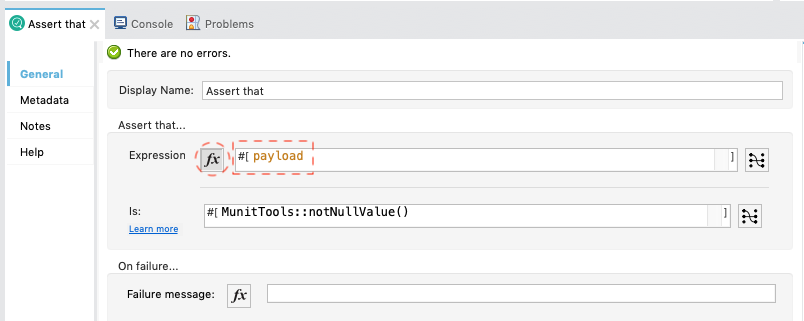 Assert that Console Problems
There are no errors.
General
Metadata
Notes
Help
Display Name: Assert that
Assert that...
Expression fx #[ payload ]
Is: #[ MunitTools::notNullValue() ]
Learn more
On failure...
Failure message: fx